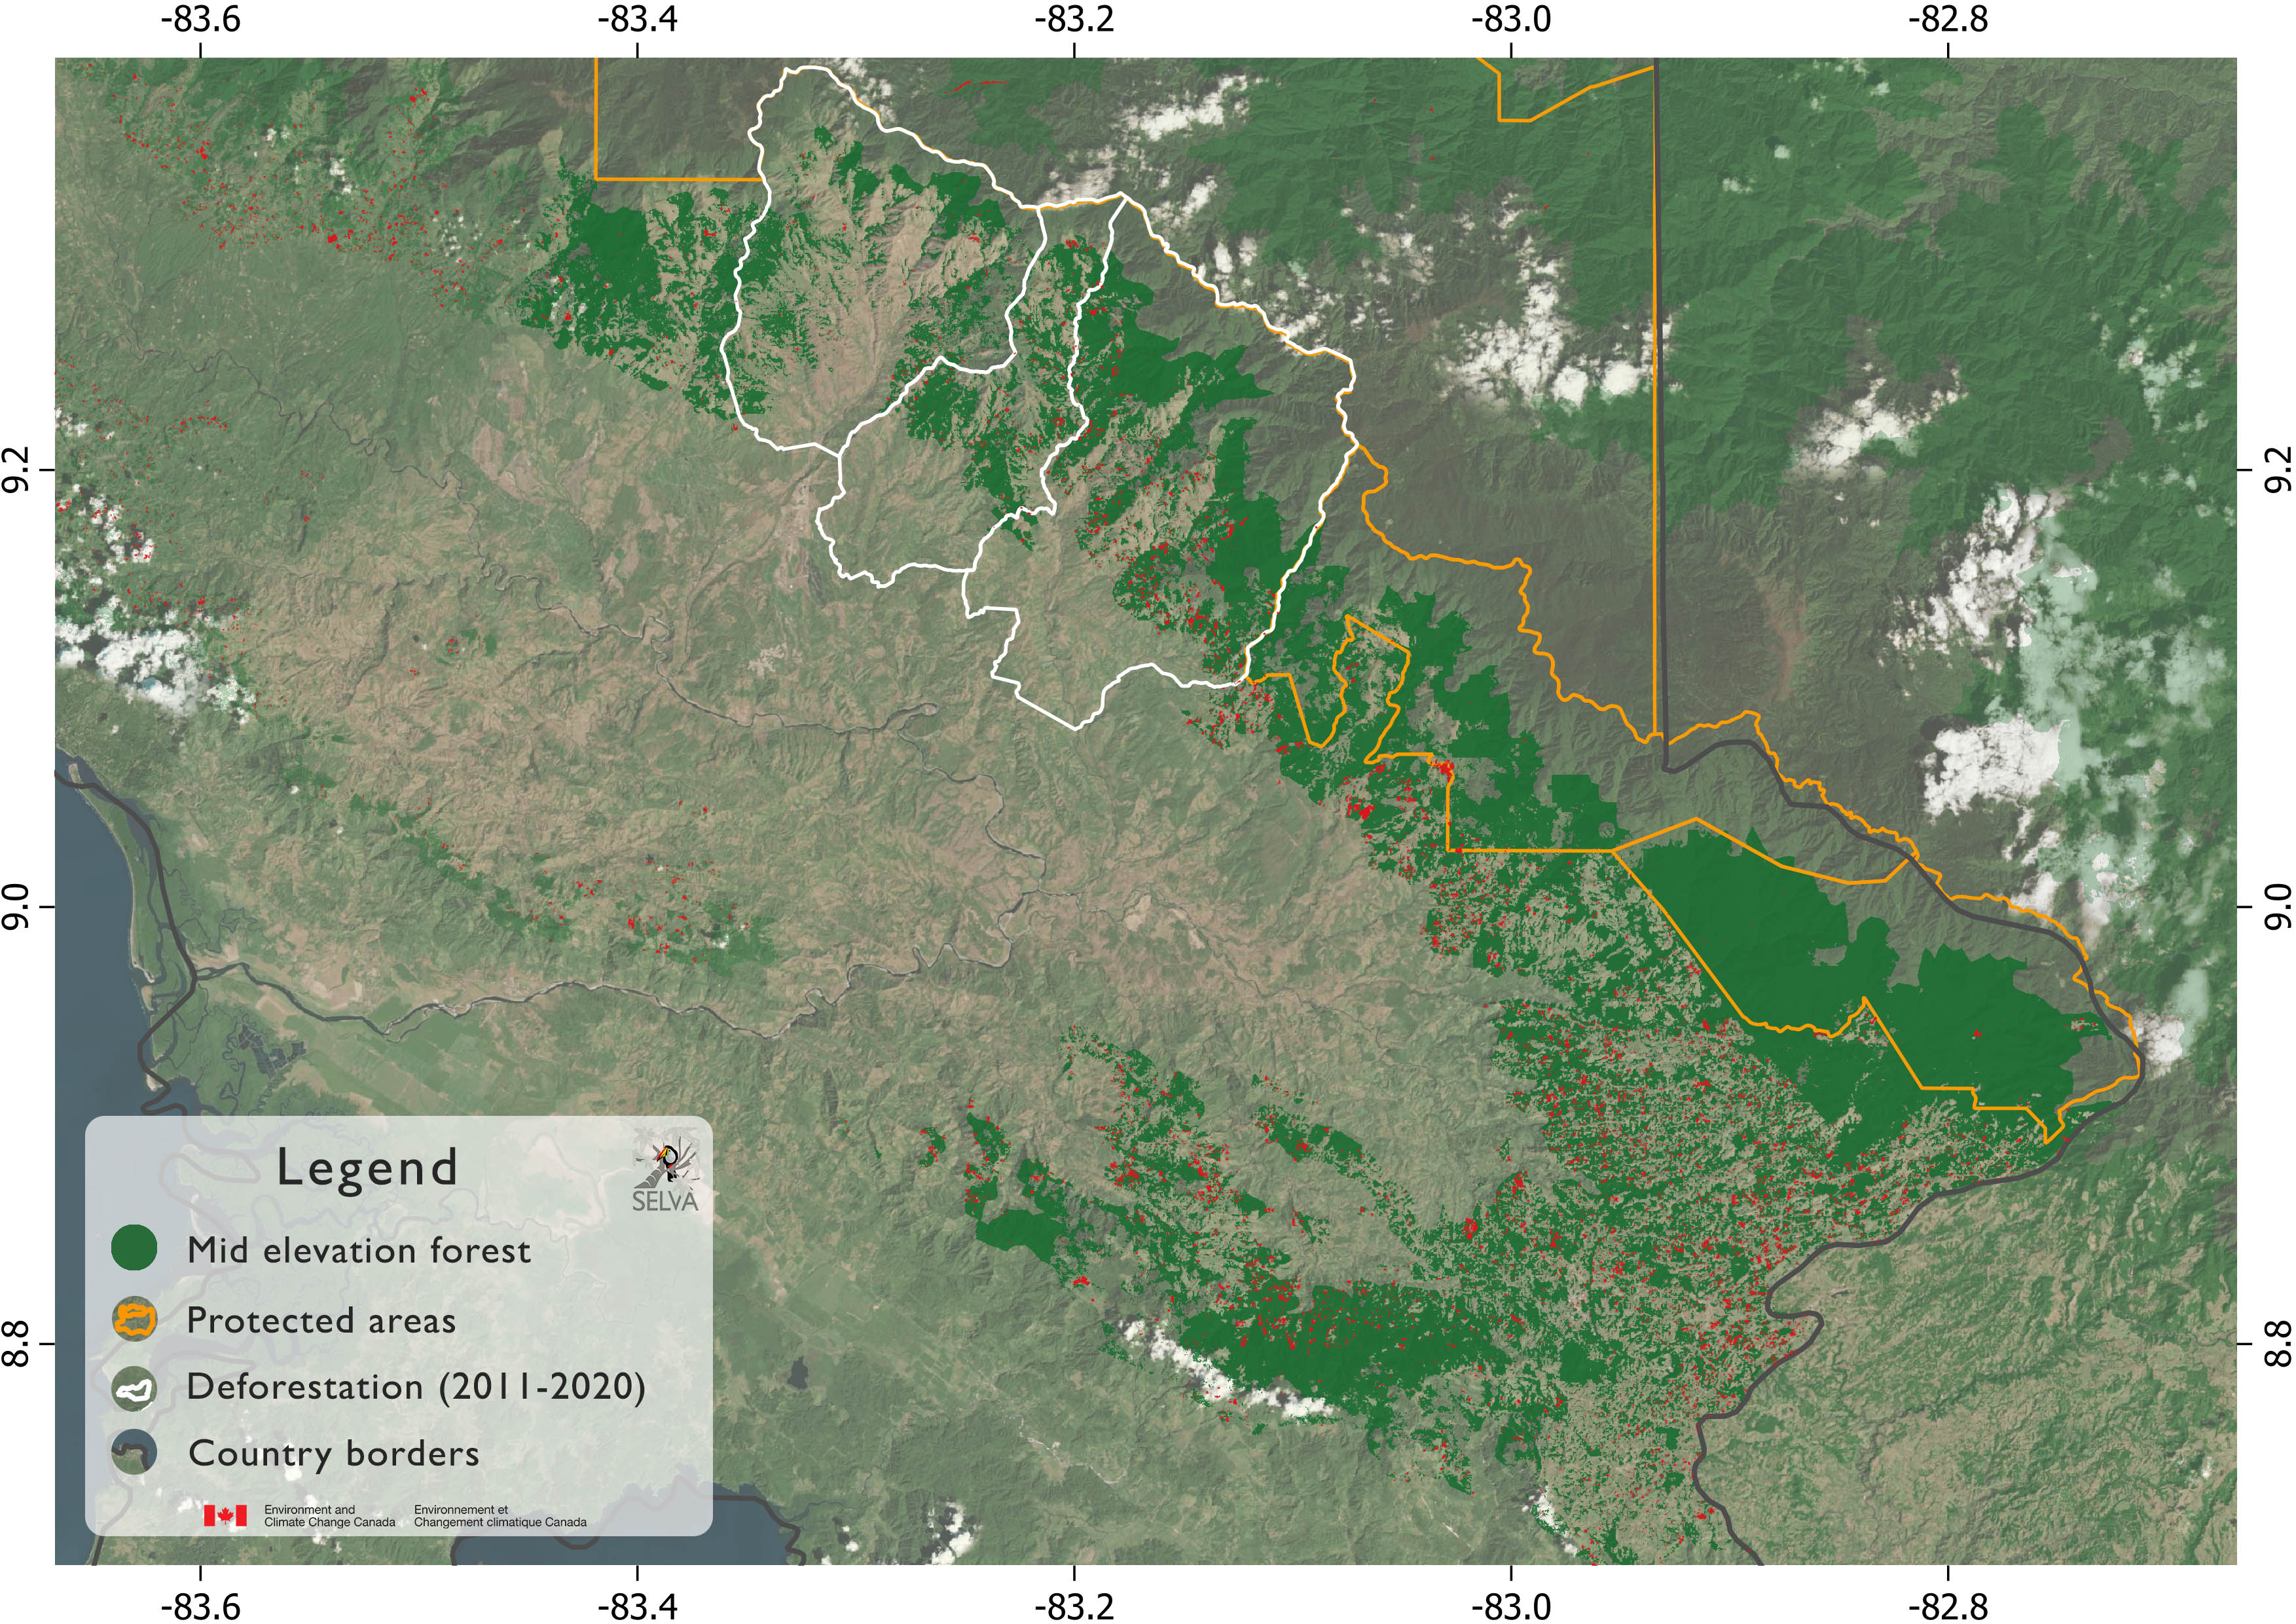 -83.6 -83.4 -83.2 -83.0 -82.8
9.2 9.2
9.0 9.0
8.8 8.8
Legend
SELVA
Mid elevation forest
Protected areas
Deforestation (2011-2020)
Country borders
Environment and
Climate Change Canada
Environnement et
Changement climatique Canada
-83.6 -83.4 -83.2 -83.0 -82.8